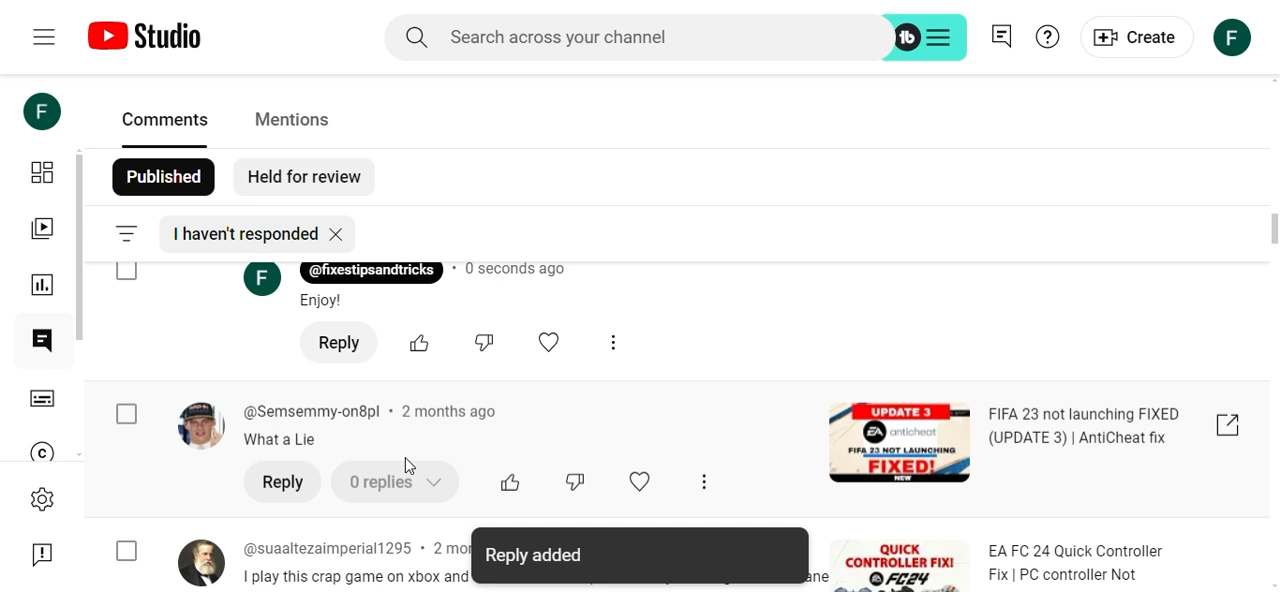 Studio
Search across your channel
Create
F
F
Comments
Mentions
Published
Held for review
I haven't responded
F
@fixestipsandtricks • 0 seconds ago
Enjoy!
Reply
@Semsemmy-on8pl • 2 months ago
What a Lie
Reply
0 replies
UPDATE 3
EA anticheat
FIFA 23 NOT LAUNCHING
FIXED!
NEW
FIFA 23 not launching FIXED
(UPDATE 3) | AntiCheat fix
Reply added
@suaaltezaimperial1295 • 2 mor
I play this crap game on xbox and
ane
QUICK
CONTROLLER FIX!
FC24
EA FC 24 Quick Controller
Fix | PC controller Not